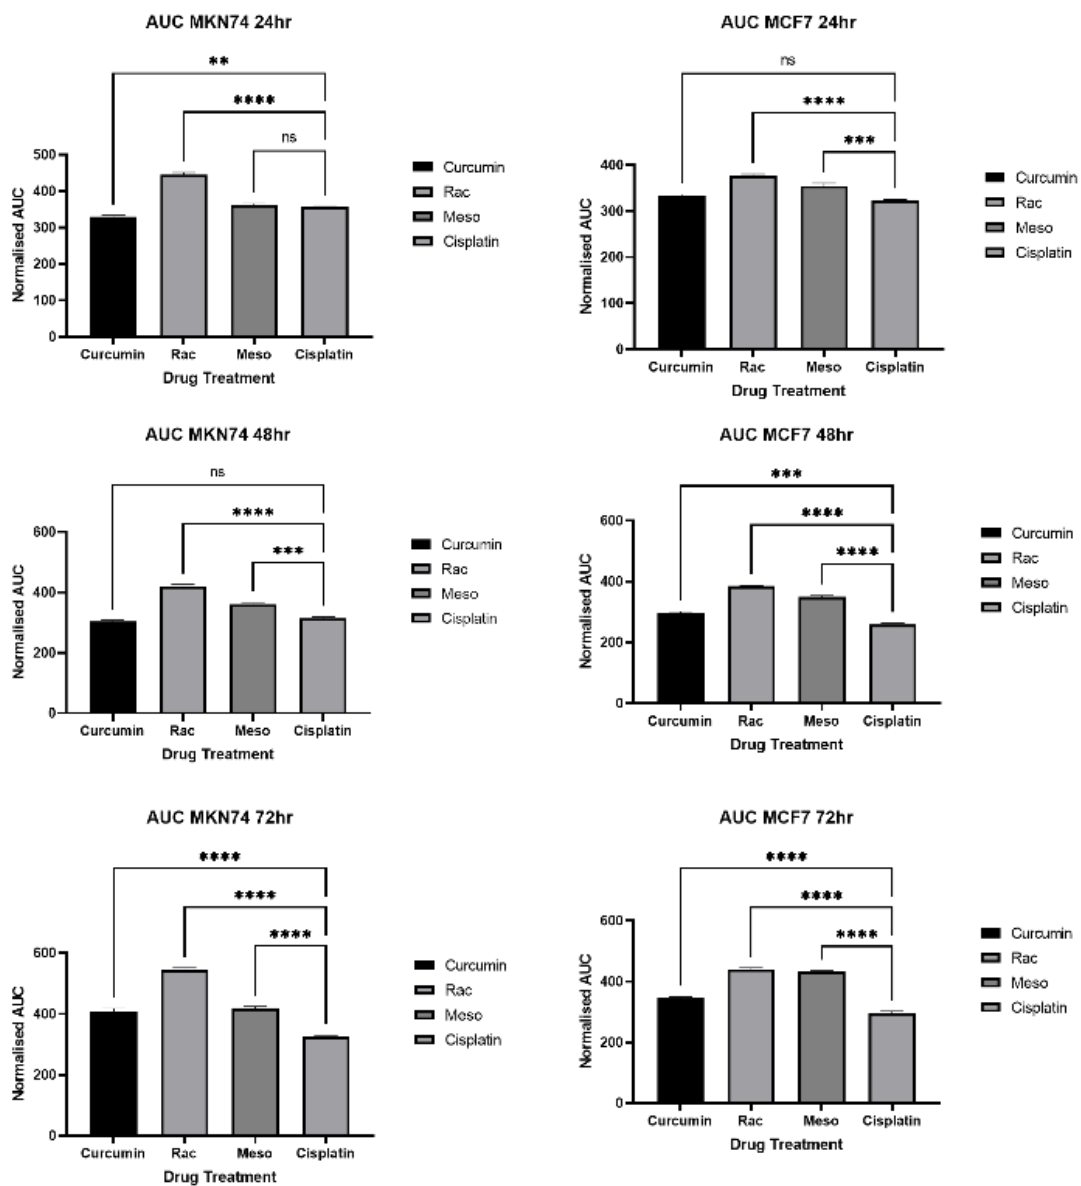 AUC MKN74 24hr
**
****
ns
Normalised AUC
500
400
300
200
100
0
Curcumin Rac Meso Cisplatin
Drug Treatment
Curcumin
Rac
Meso
Cisplatin
AUC MCF7 24hr
ns
****
***
Normalised AUC
400
300
200
100
0
Curcumin Rac Meso Cisplatin
Drug Treatment
Curcumin
Rac
Meso
Cisplatin
AUC MKN74 48hr
ns
****
***
Normalised AUC
600
400
200
0
Curcumin Rac Meso Cisplatin
Drug Treatment
Curcumin
Rac
Meso
Cisplatin
AUC MCF7 48hr
***
****
****
Normalised AUC
600
400
200
0
Curcumin Rac Meso Cisplatin
Drug Treatment
Curcumin
Rac
Meso
Cisplatin
AUC MKN74 72hr
****
****
****
Normalised AUC
600
400
200
0
Curcumin Rac Meso Cisplatin
Drug Treatment
Curcumin
Rac
Meso
Cisplatin
AUC MCF7 72hr
****
****
****
Normalised AUC
600
400
200
0
Curcumin Rac Meso Cisplatin
Drug Treatment
Curcumin
Rac
Meso
Cisplatin